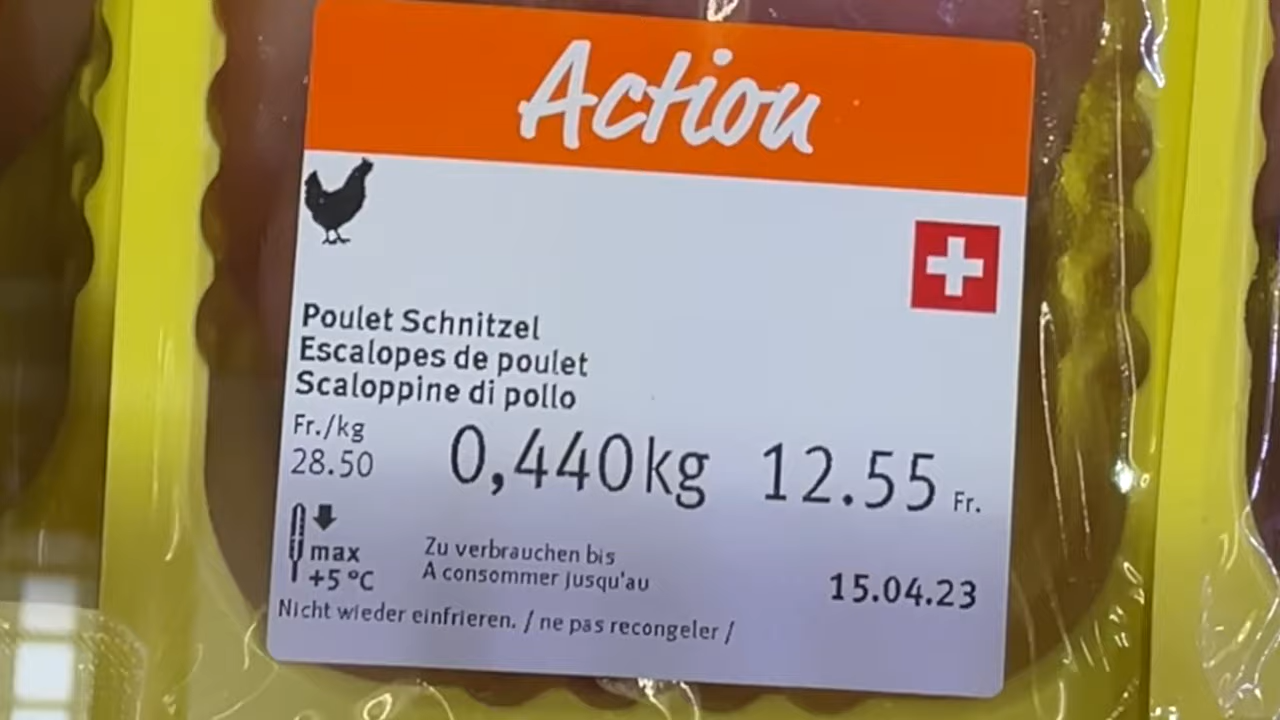 Action
Poulet Schnitzel
Escalopes de poulet
Scaloppine di pollo
Fr./kg
28.50
0,440kg 12.55 Fr.
max
+5 °C
Zu verbrauchen bis
A consommer jusqu'au
15.04.23
Nicht wieder einfrieren. / ne pas recongeler /